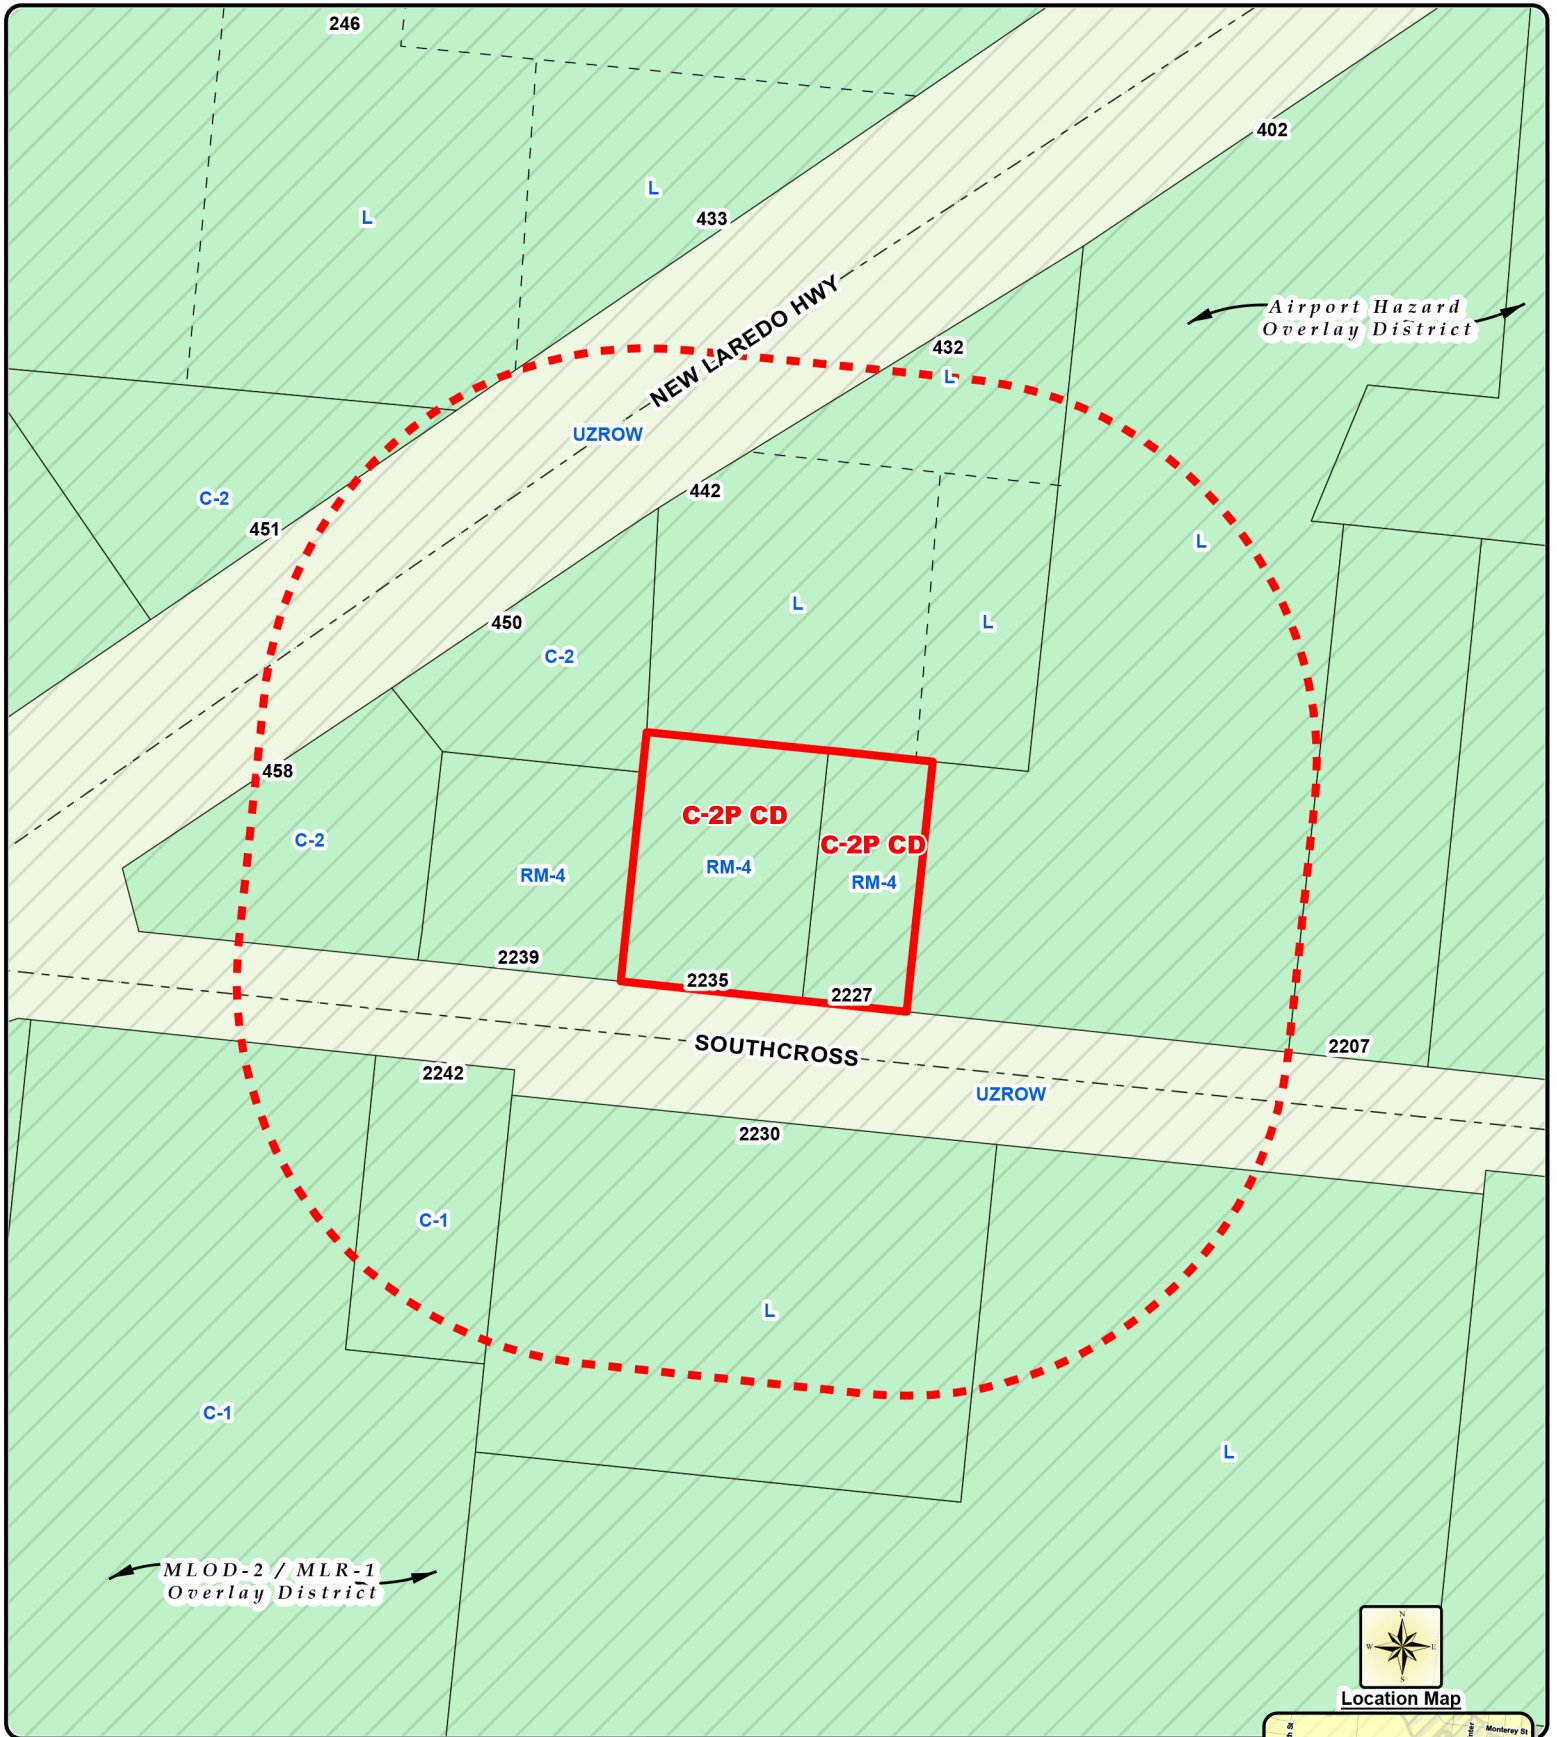 246
402
L
433
L
NEW LAREDO HWY
Airport Hazard
Overlay District
432
L
UZROW
442
C-2
451
L
L
450
L
C-2
458
C-2
C-2P CD
C-2P CD
RM-4
RM-4
RM-4
2239
2235
2227
SOUTHCROSS
2207
2242
UZROW
2230
C-1
L
C-1
L
MLOD-2 / MLR-1
Overlay District
N
W E
S
Location Map
Monterey St